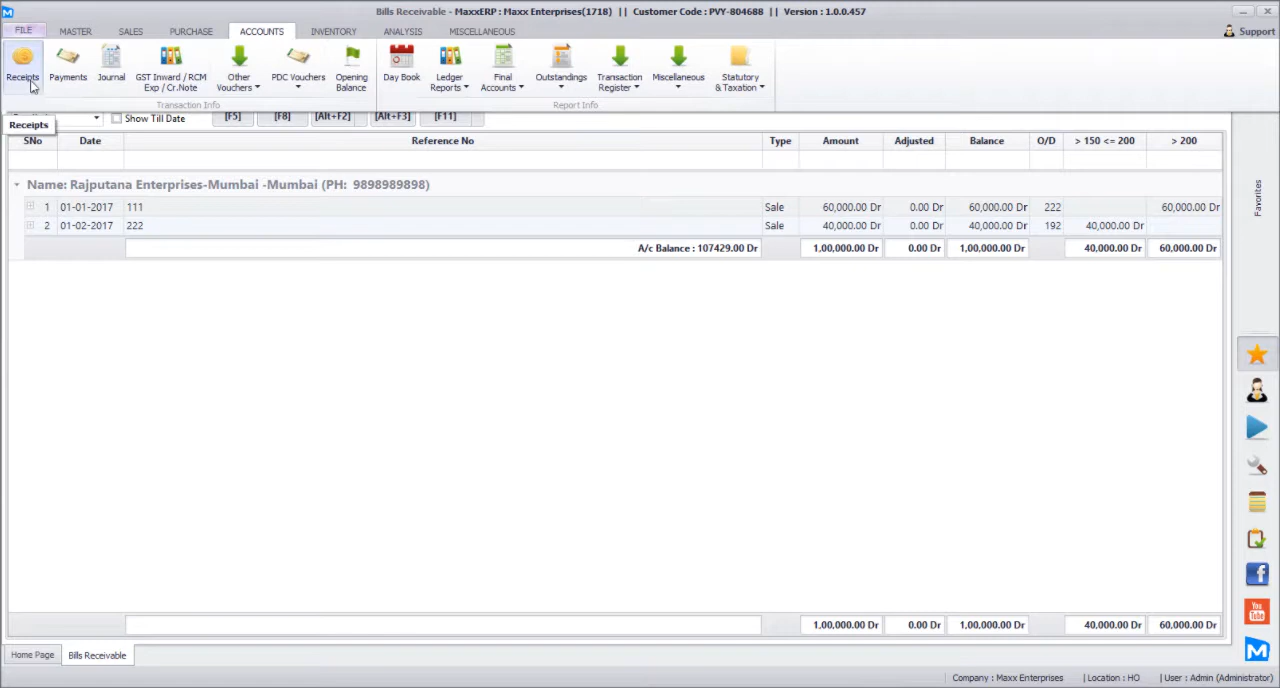 Bills Receivable - MaxxERP : Maxx Enterprises(1718) || Customer Code : PVY-804688 || Version : 1.0.0.457
FILE MASTER SALES PURCHASE ACCOUNTS INVENTORY ANALYSIS MISCELLANEOUS Support
Receipts Payments Journal GST Inward / RCM Other PDC Vouchers Opening Day Book Ledger Final Outstandings Transaction Miscellaneous Statutory
Exp / Cr.Note Vouchers Balance Reports Accounts Register & Taxation
Transaction Info Report Info
Show Till Date [F5] [F8] [Alt+F2] [Alt+F3] [F11]
Receipts
SNo Date Reference No Type Amount Adjusted Balance O/D > 150 <= 200 > 200
Name: Rajputana Enterprises-Mumbai -Mumbai (PH: 9898989898)
1 01-01-2017 111 Sale 60,000.00 Dr 0.00 Dr 60,000.00 Dr 222 60,000.00 Dr
2 01-02-2017 222 Sale 40,000.00 Dr 0.00 Dr 40,000.00 Dr 192 40,000.00 Dr
A/c Balance : 107429.00 Dr 1,00,000.00 Dr 0.00 Dr 1,00,000.00 Dr 40,000.00 Dr 60,000.00 Dr
Favorites
You
Tube
1,00,000.00 Dr 0.00 Dr 1,00,000.00 Dr 40,000.00 Dr 60,000.00 Dr
Home Page Bills Receivable
Company : Maxx Enterprises | Location : HO | User : Admin (Administrator)